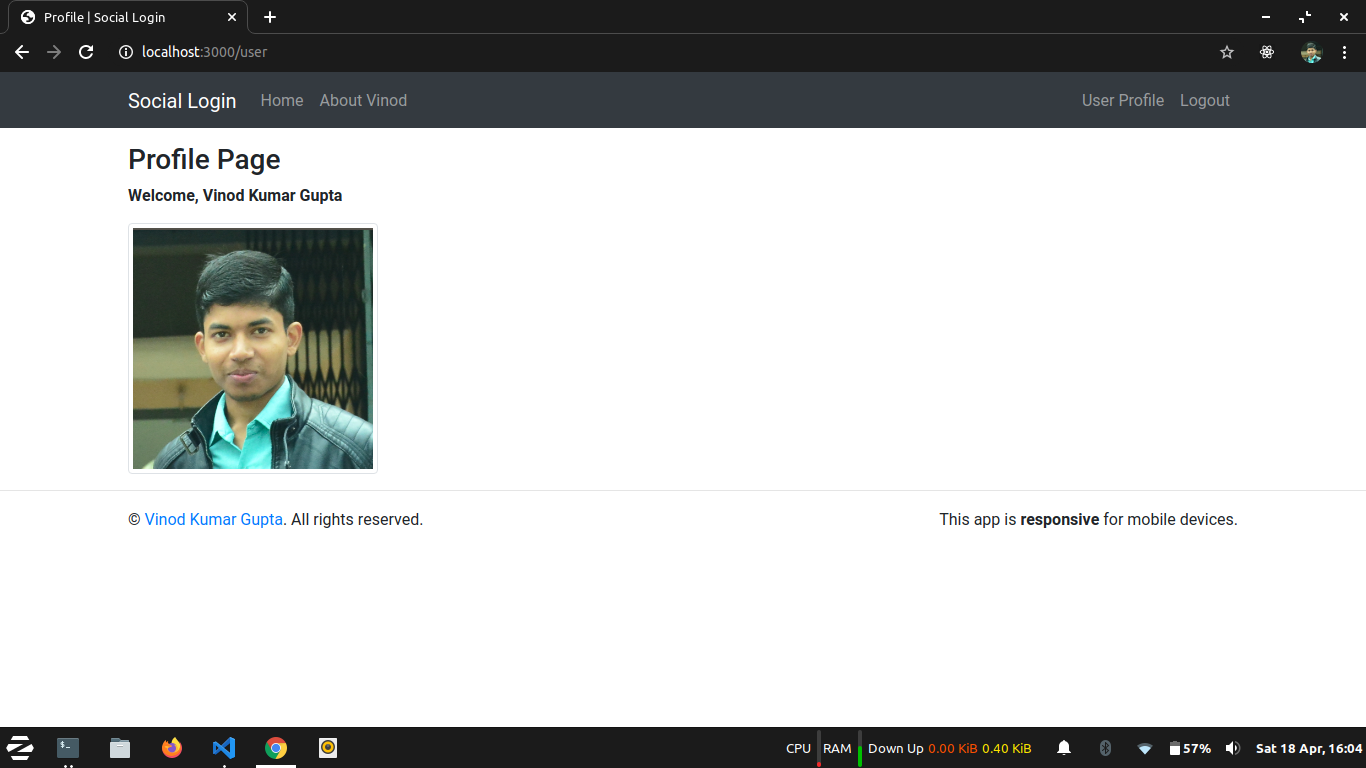 Profile | Social Login
localhost:3000/user
Social Login Home About Vinod User Profile Logout
Profile Page
Welcome, Vinod Kumar Gupta
© Vinod Kumar Gupta. All rights reserved. This app is responsive for mobile devices.
CPU RAM Down Up 0.00 KiB 0.40 KiB 57% Sat 18 Apr, 16:04